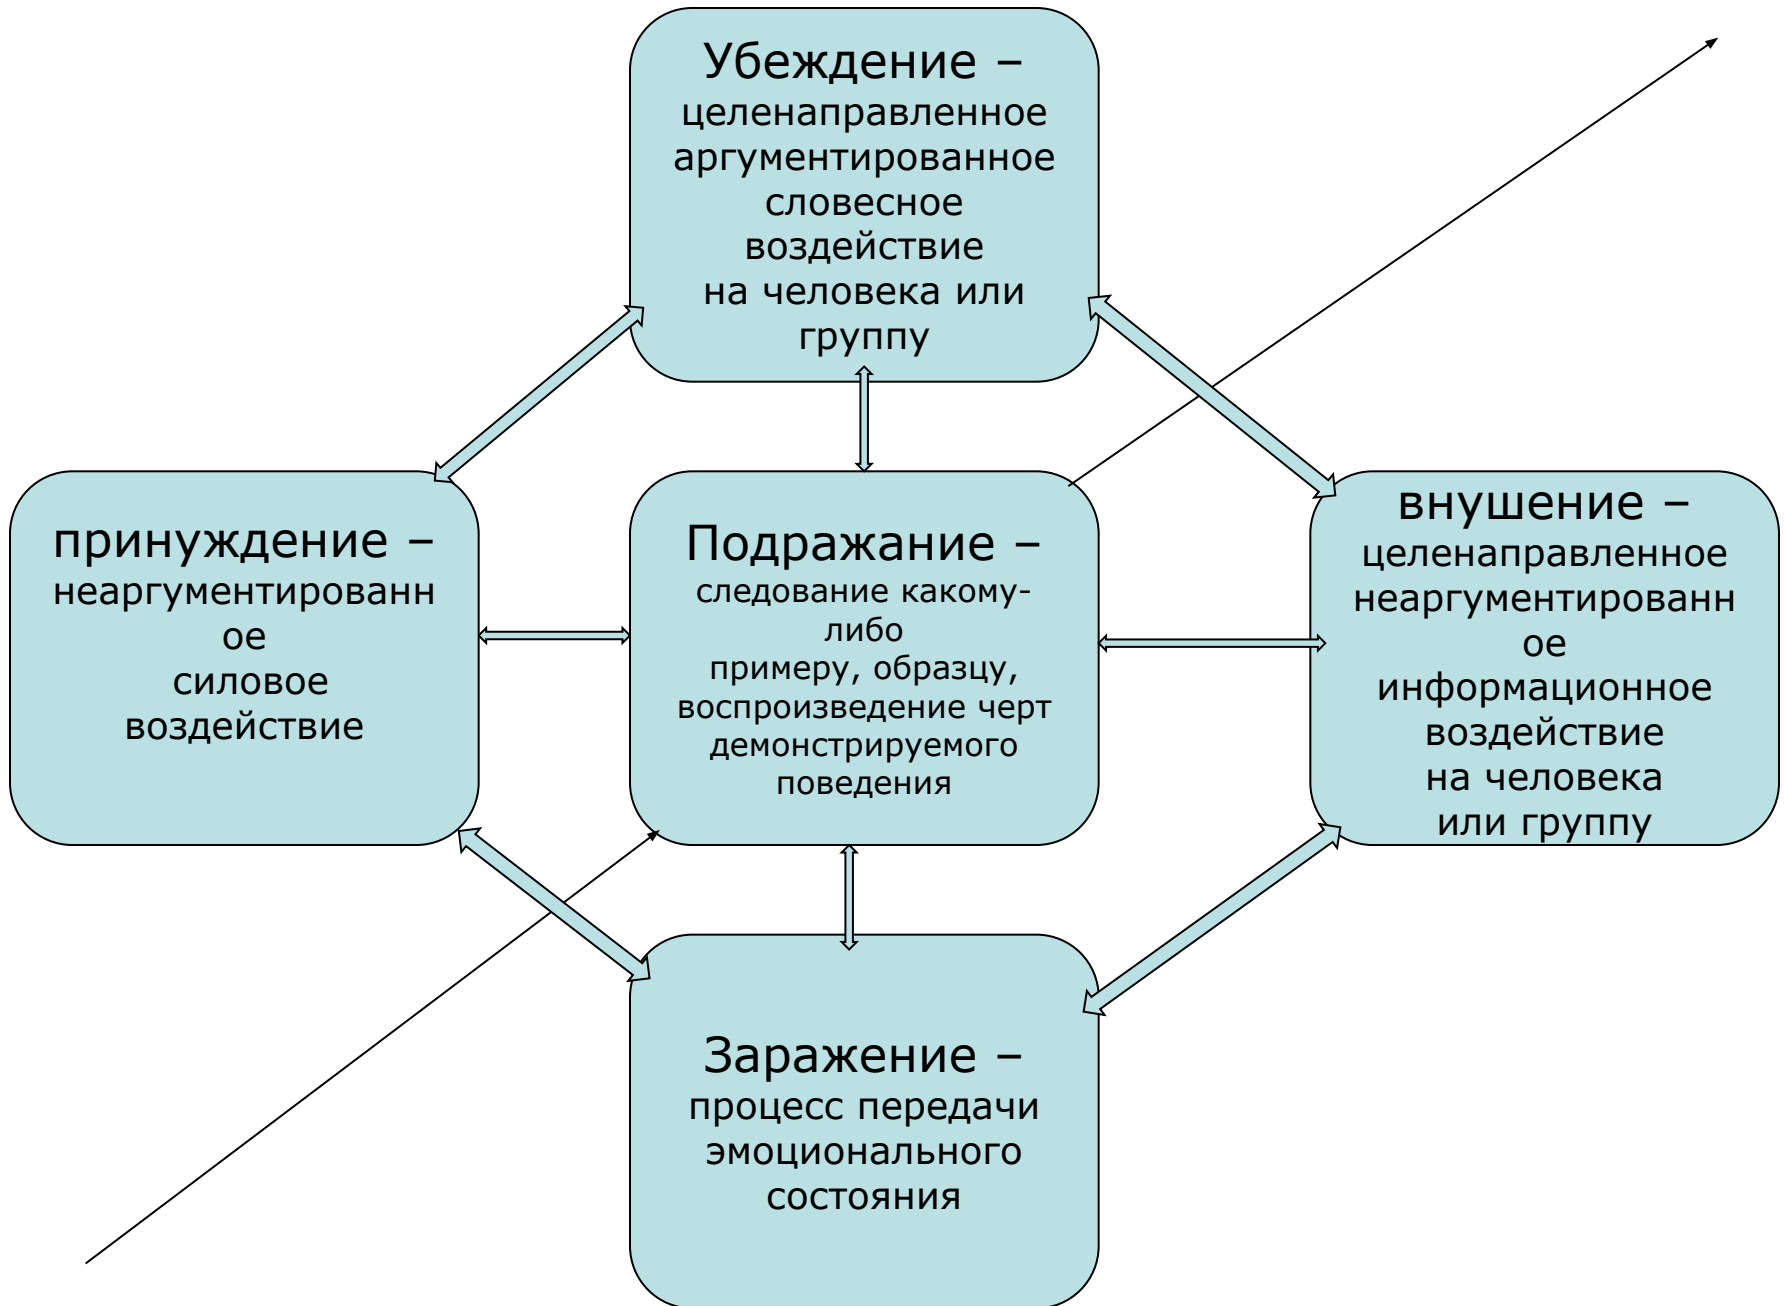 Убеждение –
целенаправленное
аргументированное
словесное
воздействие
на человека или
группу
принуждение –
неаргументированн
ое
силовое
воздействие
Подражание –
следование какому-
либо
примеру, образцу,
воспроизведение черт
демонстрируемого
поведения
внушение –
целенаправленное
неаргументированн
ое
информационное
воздействие
на человека
или группу
Заражение –
процесс передачи
эмоционального
состояния